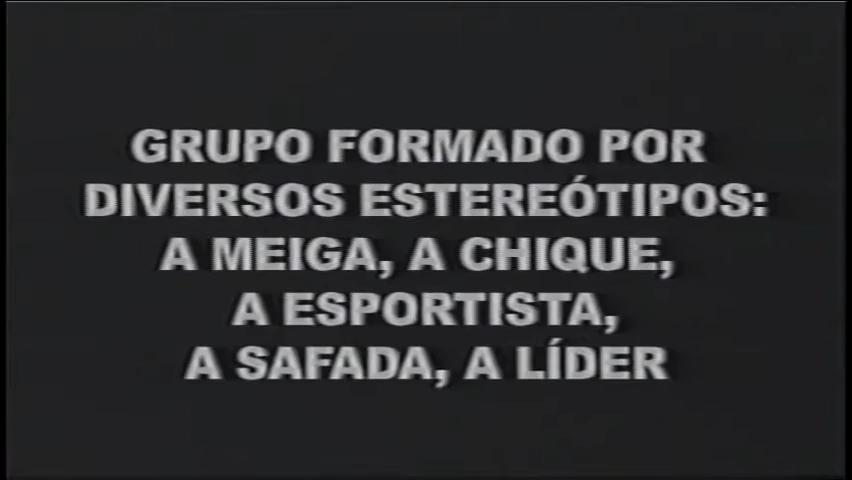 GRUPO FORMADO POR
DIVERSOS ESTEREÓTIPOS:
A MEIGA, A CHIQUE,
A ESPORTISTA,
A SAFADA, A LÍDER